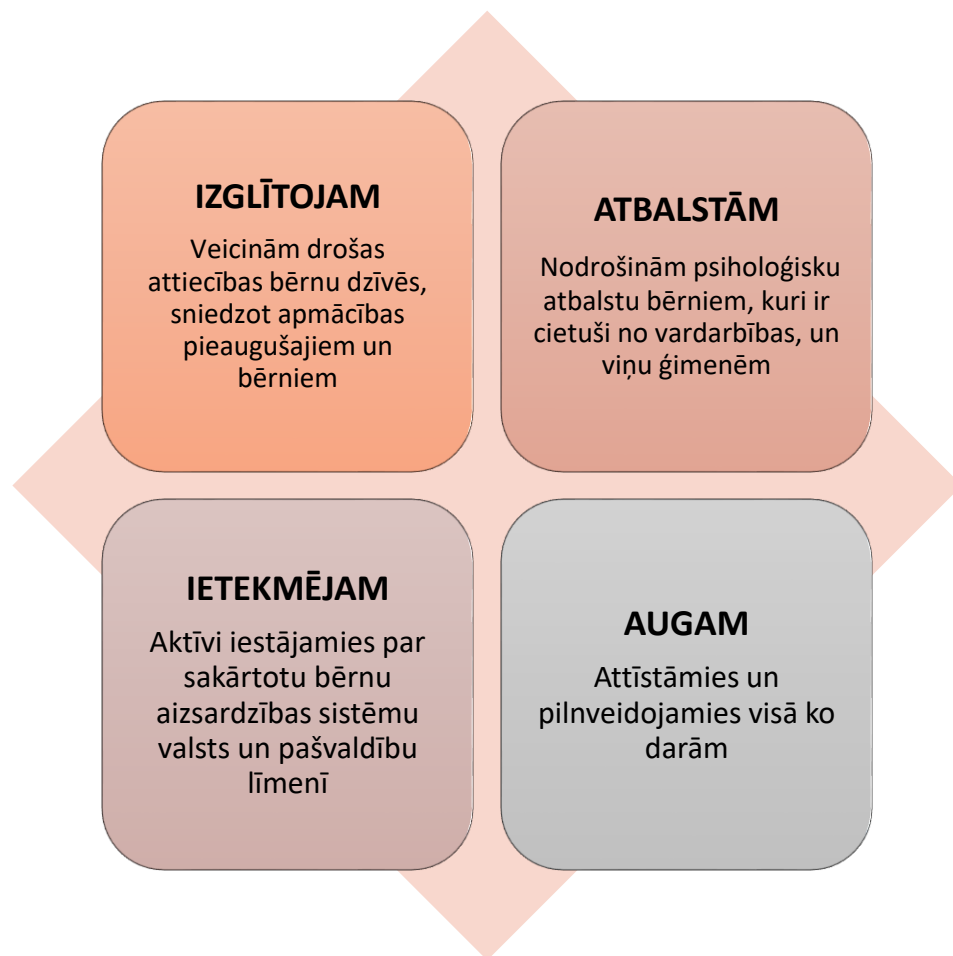 IZGLĪTOJAM
Veicinām drošas
attiecības bērnu dzīvēs,
sniedzot apmācības
pieaugušajiem un
bērniem
ATBALSTĀM
Nodrošinām psiholoģisku
atbalstu bērniem, kuri ir
cietuši no vardarbības, un
viņu ģimenēm
IETEKMĒJAM
Aktīvi iestājamies par
sakārtotu bērnu
aizsardzības sistēmu
valsts un pašvaldību
līmenī
AUGAM
Attīstāmies un
pilnveidojamies visā ko
darām